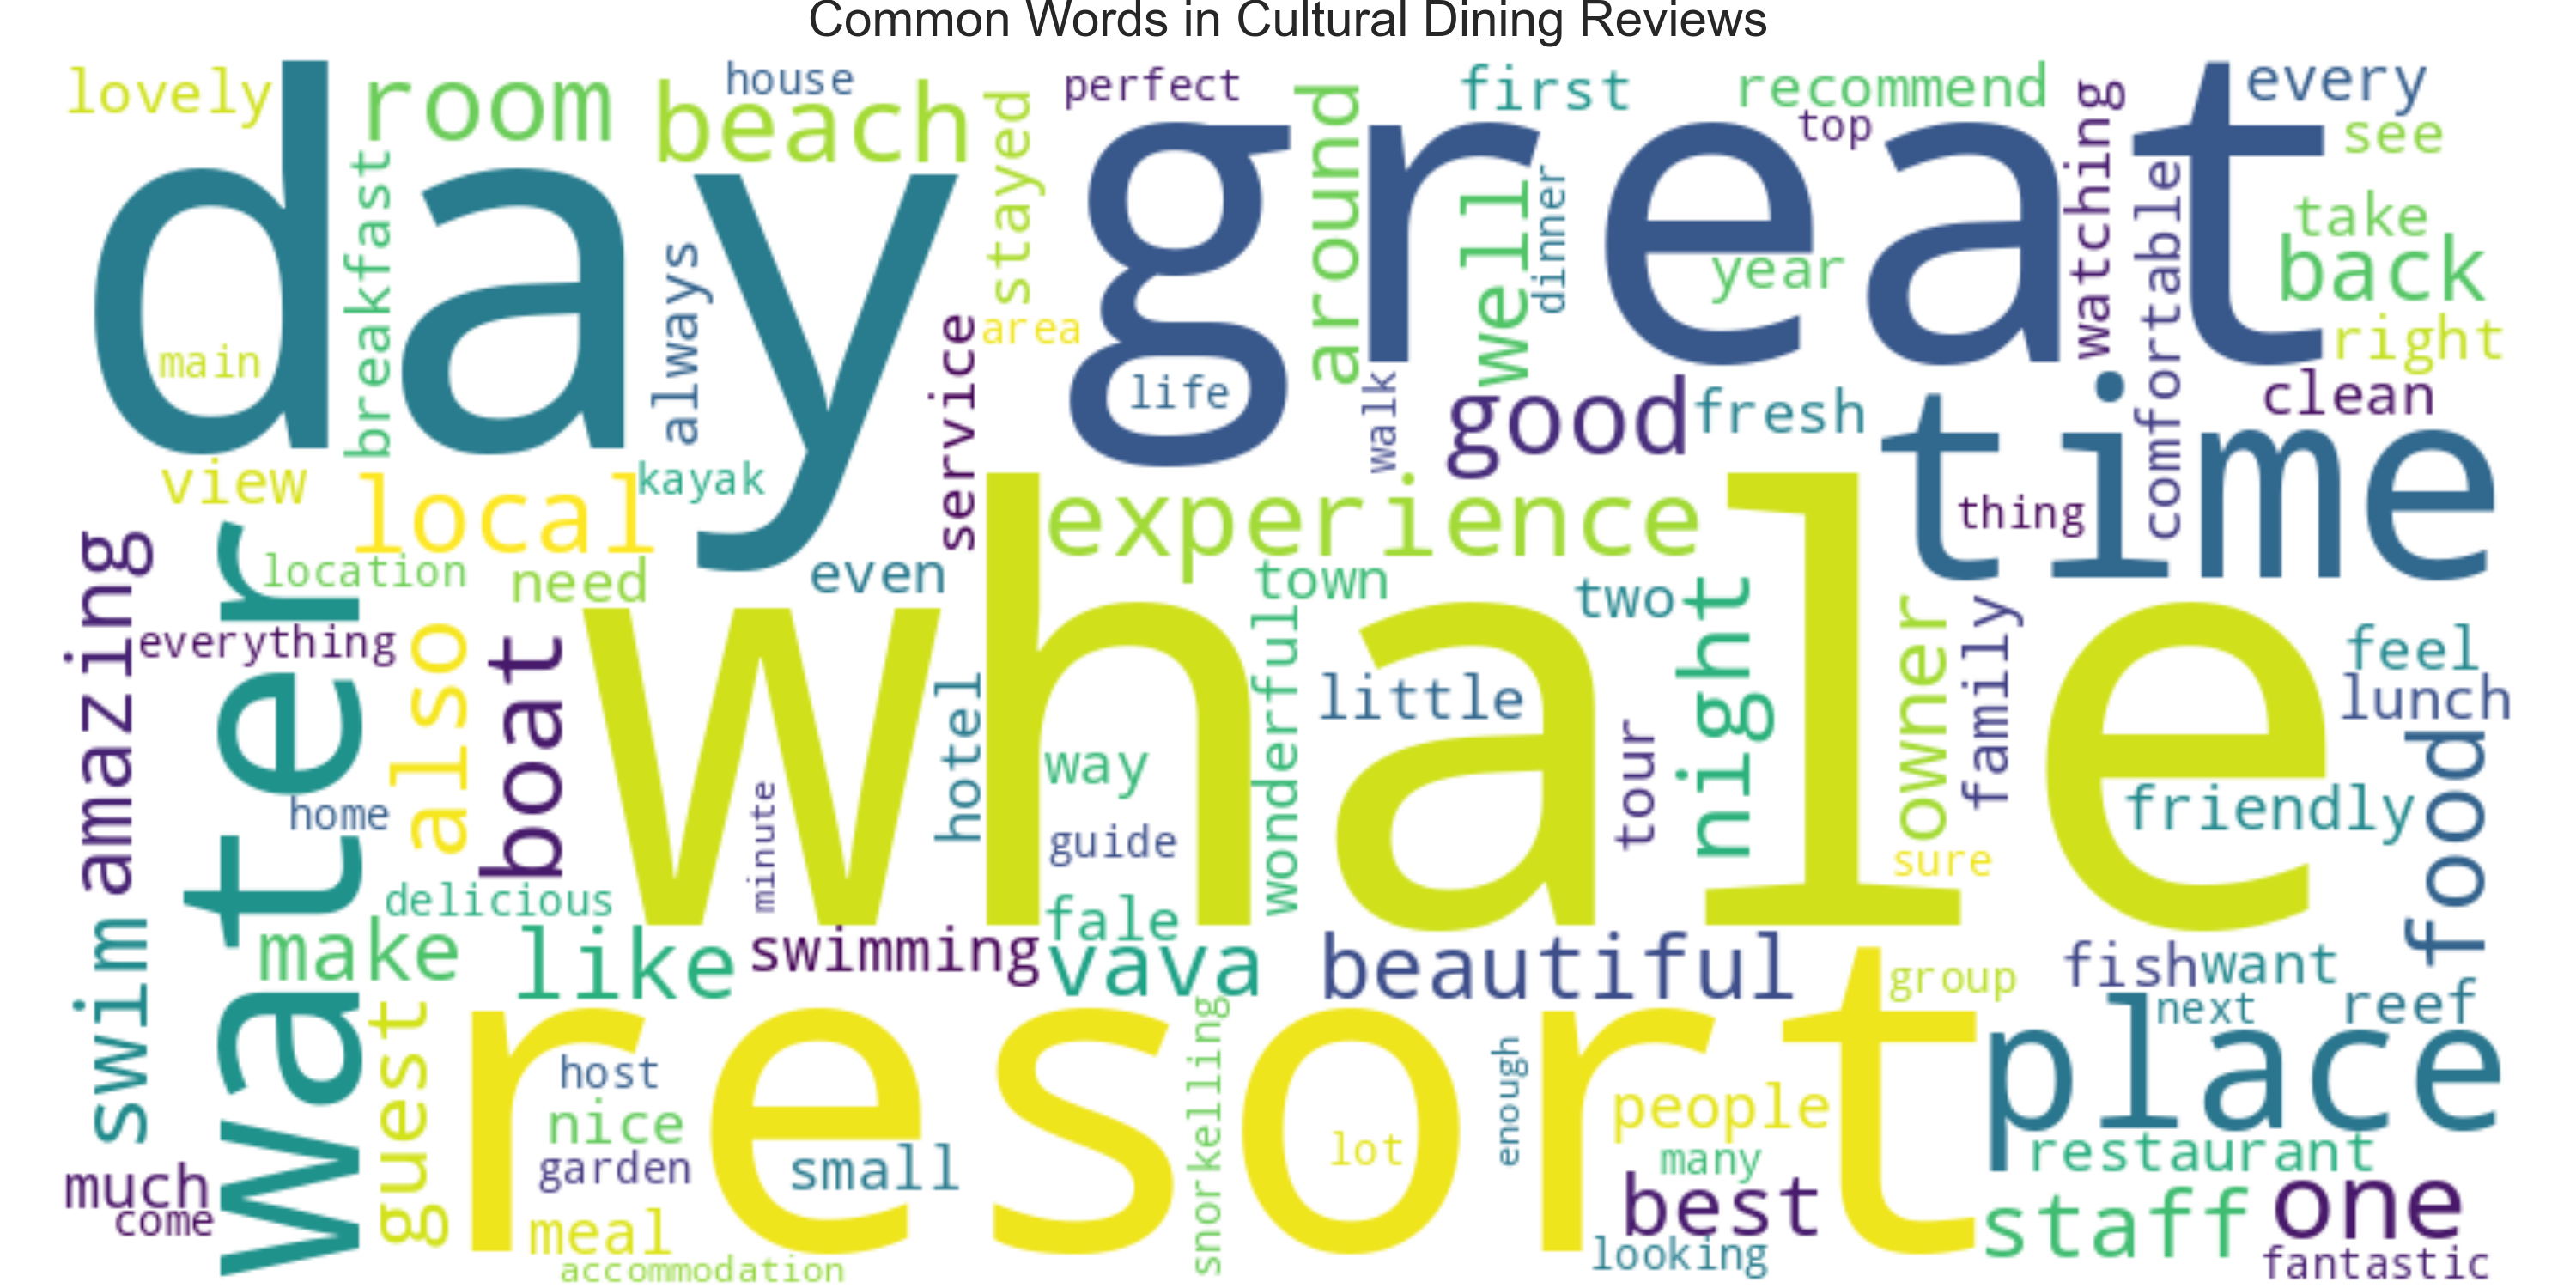 Common Words in Cultural Dining Reviews
lovely
day
room
house
beach
stayed
perfect
great
around
first
recommend
top
watching
every
see
breakfast
always
well
dinner
year
comfortable
take
back
right
main
area
service
life
walk
good
fresh
time
clean
view
local
kayak
experience
thing
amazing
water
location
need
even
whale
town
two
night
everything
also
boat
hotel
wonderful
little
owner
family
feel
lunch
way
tour
food
home
minute
guide
friendly
sure
delicious
fale
swim
make
like
swimming
vava
beautiful
group
fish
want
next
reef
guest
resort
host
snorkelling
enough
place
nice
people
garden
small
lot
many
restaurant
much
come
meal
best
staff
one
accommodation
looking
fantastic